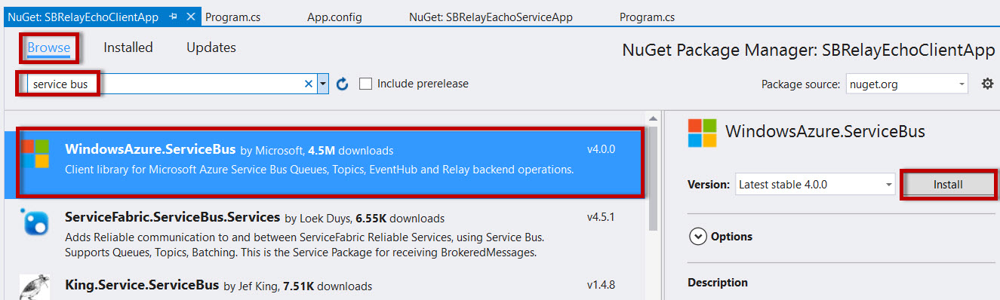 NuGet: SBRelayEchoClientApp Program.cs App.config NuGet: SBRelayEachoServiceApp Program.cs
Browse Installed Updates
NuGet Package Manager: SBRelayEchoClientApp
service bus Include prerelease
Package source: nuget.org
WindowsAzure.ServiceBus by Microsoft, 4.5M downloads v4.0.0
Client library for Microsoft Azure Service Bus Queues, Topics, EventHub and Relay backend operations.
ServiceFabric.ServiceBus.Services by Loek Duys, 6.55K downloads v4.5.1
Adds Reliable communication to and between ServiceFabric Reliable Services, using Service Bus.
Supports Queues, Topics, Batching. This is the Service Package for receiving BrokeredMessages.
King.Service.ServiceBus by Jef King, 7.51K downloads v1.4.8
WindowsAzure.ServiceBus
Version: Latest stable 4.0.0 Install
Options
Description